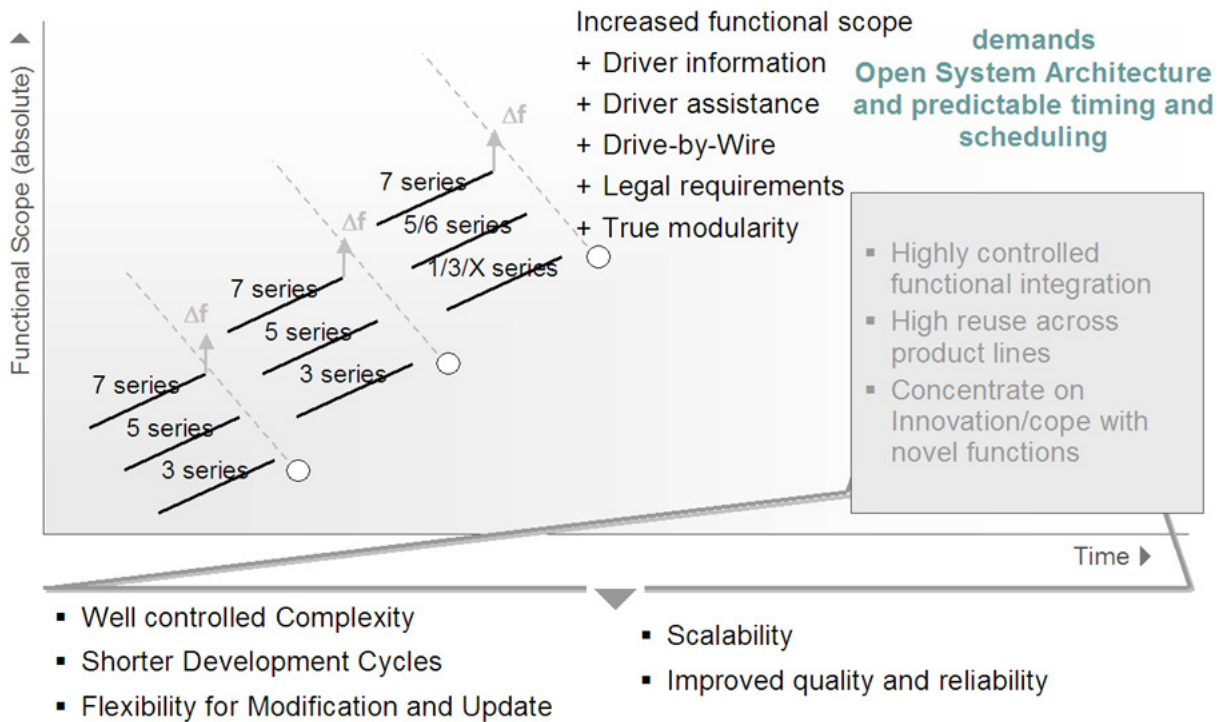 Functional Scope (absolute) ▲
Increased functional scope
+ Driver information
+ Driver assistance
+ Drive-by-Wire
+ Legal requirements
+ True modularity
demands
Open System Architecture
and predictable timing and
scheduling
Δf
7 series
5/6 series
1/3/X series
Δf
7 series
5 series
3 series
Δf
7 series
5 series
3 series
▪ Highly controlled
functional integration
▪ High reuse across
product lines
▪ Concentrate on
Innovation/cope with
novel functions
Time ▶
▪ Well controlled Complexity
▪ Shorter Development Cycles
▪ Flexibility for Modification and Update
▪ Scalability
▪ Improved quality and reliability